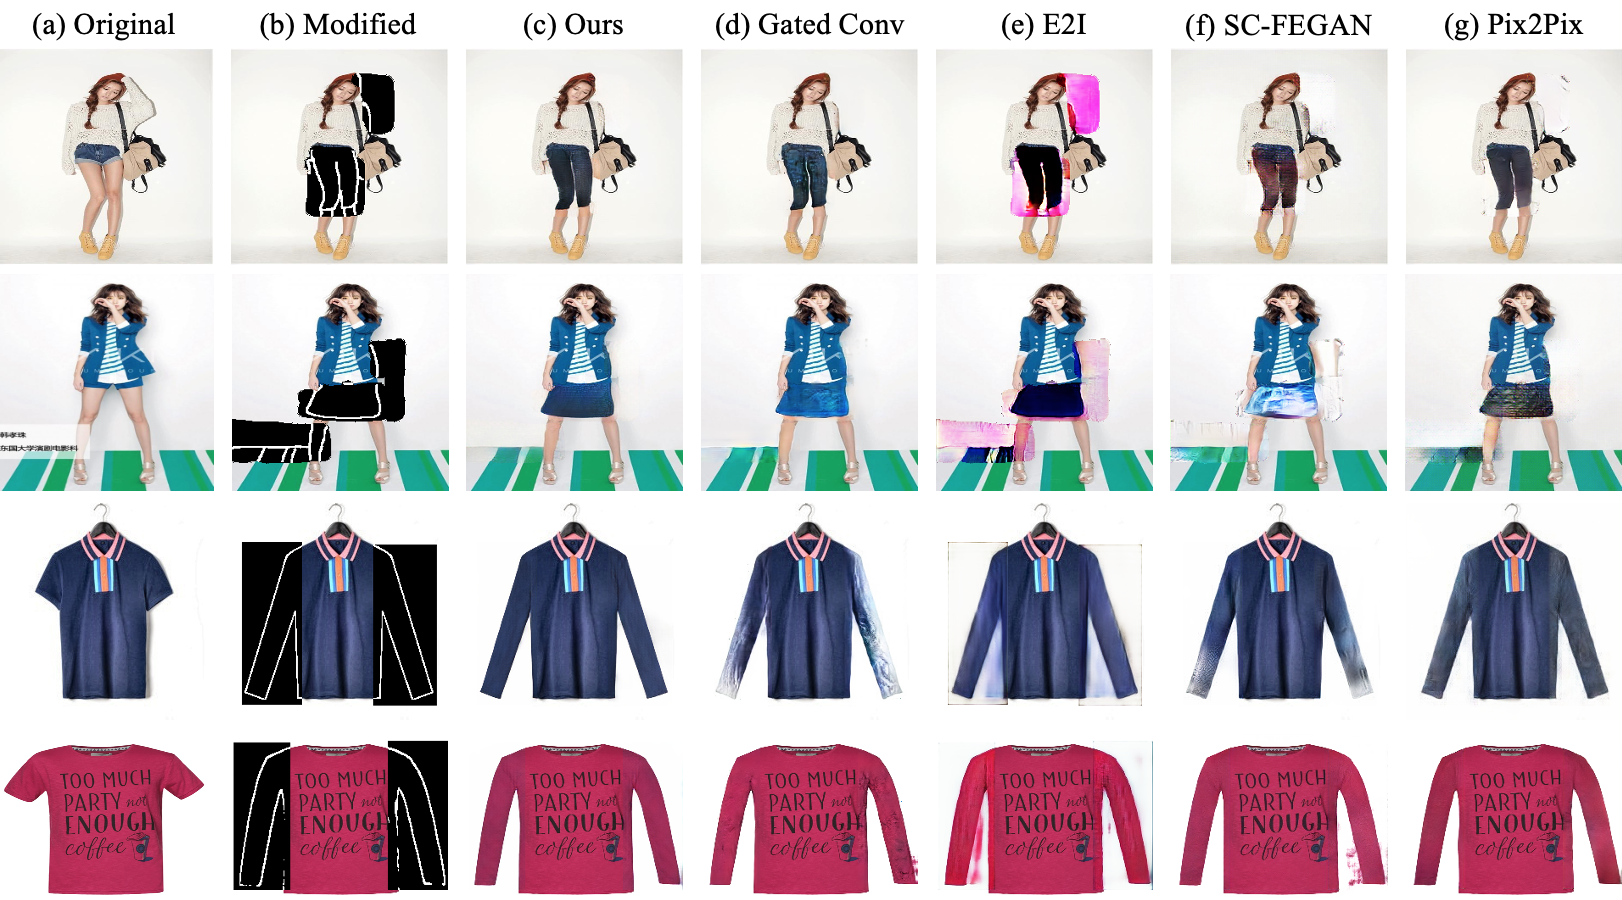 (a) Original (b) Modified (c) Ours (d) Gated Conv (e) E2I (f) SC-FEGAN (g) Pix2Pix
韩孝珠
东国大学演剧电影科
TOO MUCH TOO MUCH TOO MUCH TOO MUCH TOO MUCH TOO MUCH TOO MUCH
PARTY not PARTY not PARTY not PARTY not PARTY not PARTY not PARTY not
ENOUGH ENOUGH ENOUGH ENOUGH ENOUGH ENOUGH ENOUGH
coffee coffee coffee coffee coffee coffee coffee